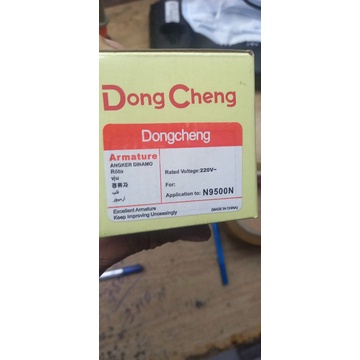 Dong Cheng
Dongcheng
Armature
ANGKER DINAMO
Rôto
Rated Voltage:220V~
For:
Application to: N9500N
Excellent Armature
Keep Improving Unceasingly
(MADE IN CHINA)